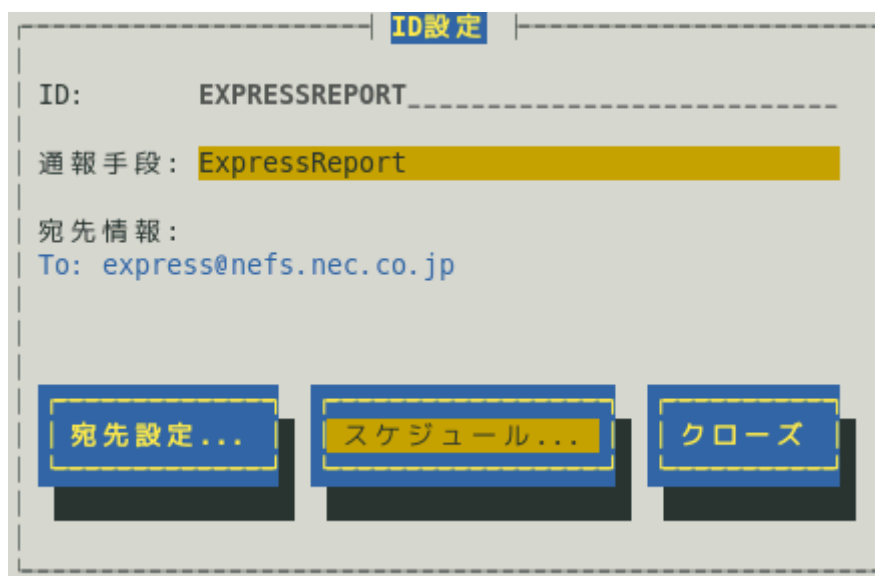 ID設定
ID: EXPRESSREPORT
通報手段: ExpressReport
宛先情報:
To: express@nefs.nec.co.jp
宛先設定... スケジュール... クローズ